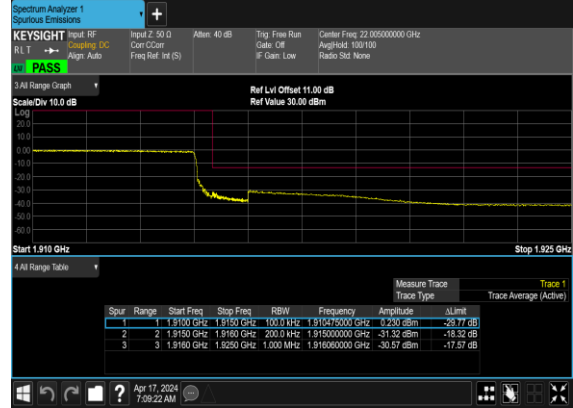 Spectrum Analyzer 1
Spurious Emissions
+
KEYSIGHT Input: RF Input Z: 50 Ω Atten: 40 dB Trig: Free Run Center Freq: 22.005000000 GHz
Coupling: DC Corr CCorr Gate: Off Avg|Hold: 100/100
RLT Align: Auto Freq Ref: Int (S) IF Gain: Low Radio Std: None
PASS
3 All Range Graph
Ref Lvl Offset 11.00 dB
Scale/Div 10.0 dB Ref Value 30.00 dBm
Log
20.0
10.0
0.00
-10.0
-20.0
-30.0
-40.0
-50.0
-60.0
Start 1.910 GHz Stop 1.925 GHz
4 All Range Table
Measure Trace Trace 1
Trace Type Trace Average (Active)
Spur Range Start Freq Stop Freq RBW Frequency Amplitude ΔLimit
1 1 1.9100 GHz 1.9150 GHz 100.0 kHz 1.910475000 GHz 0.230 dBm -29.77 dB
2 2 1.9150 GHz 1.9160 GHz 200.0 kHz 1.915000000 GHz -31.32 dBm -18.32 dB
3 3 1.9160 GHz 1.9250 GHz 1.000 MHz 1.916060000 GHz -30.57 dBm -17.57 dB
? Apr 17, 2024
7:09:22 AM